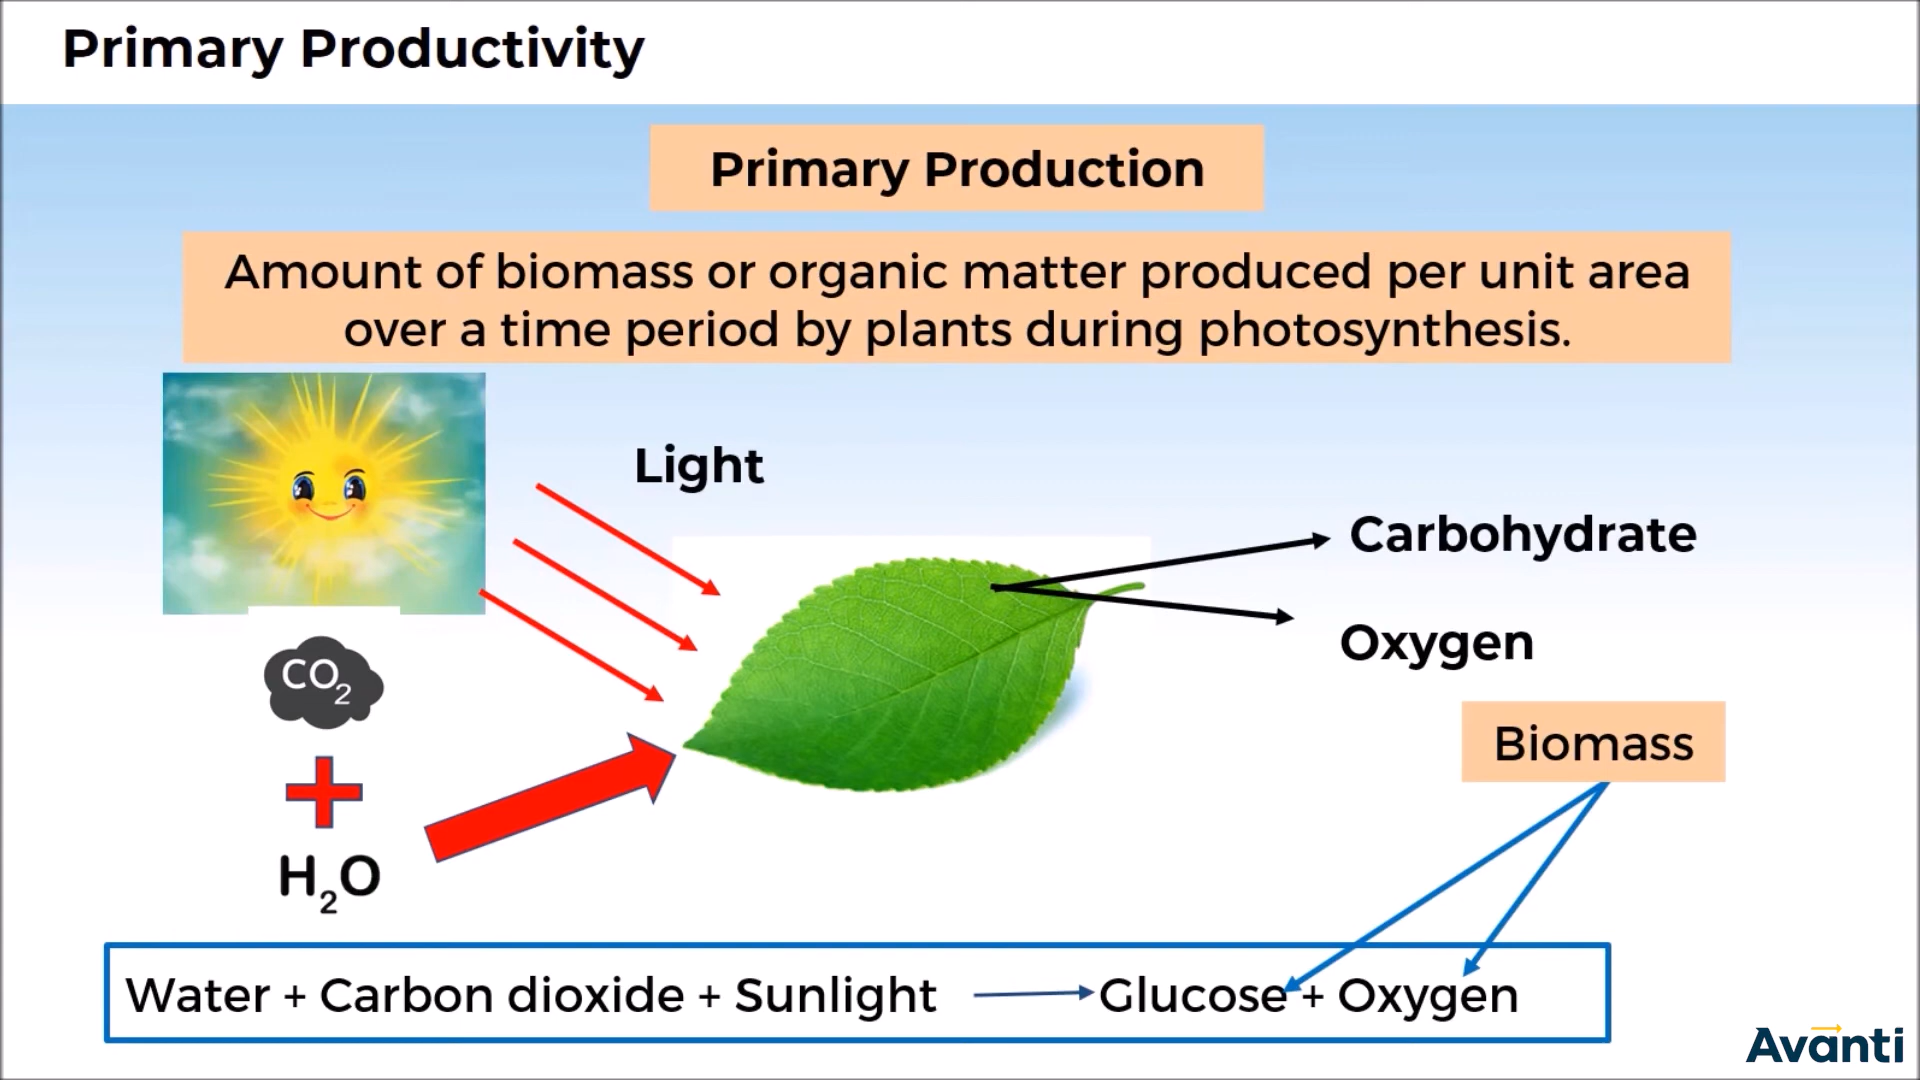 Primary Productivity
Primary Production
Amount of biomass or organic matter produced per unit area
over a time period by plants during photosynthesis.
Light
Carbohydrate
Oxygen
CO₂
Biomass
H₂O
Water + Carbon dioxide + Sunlight Glucose + Oxygen
Avanti